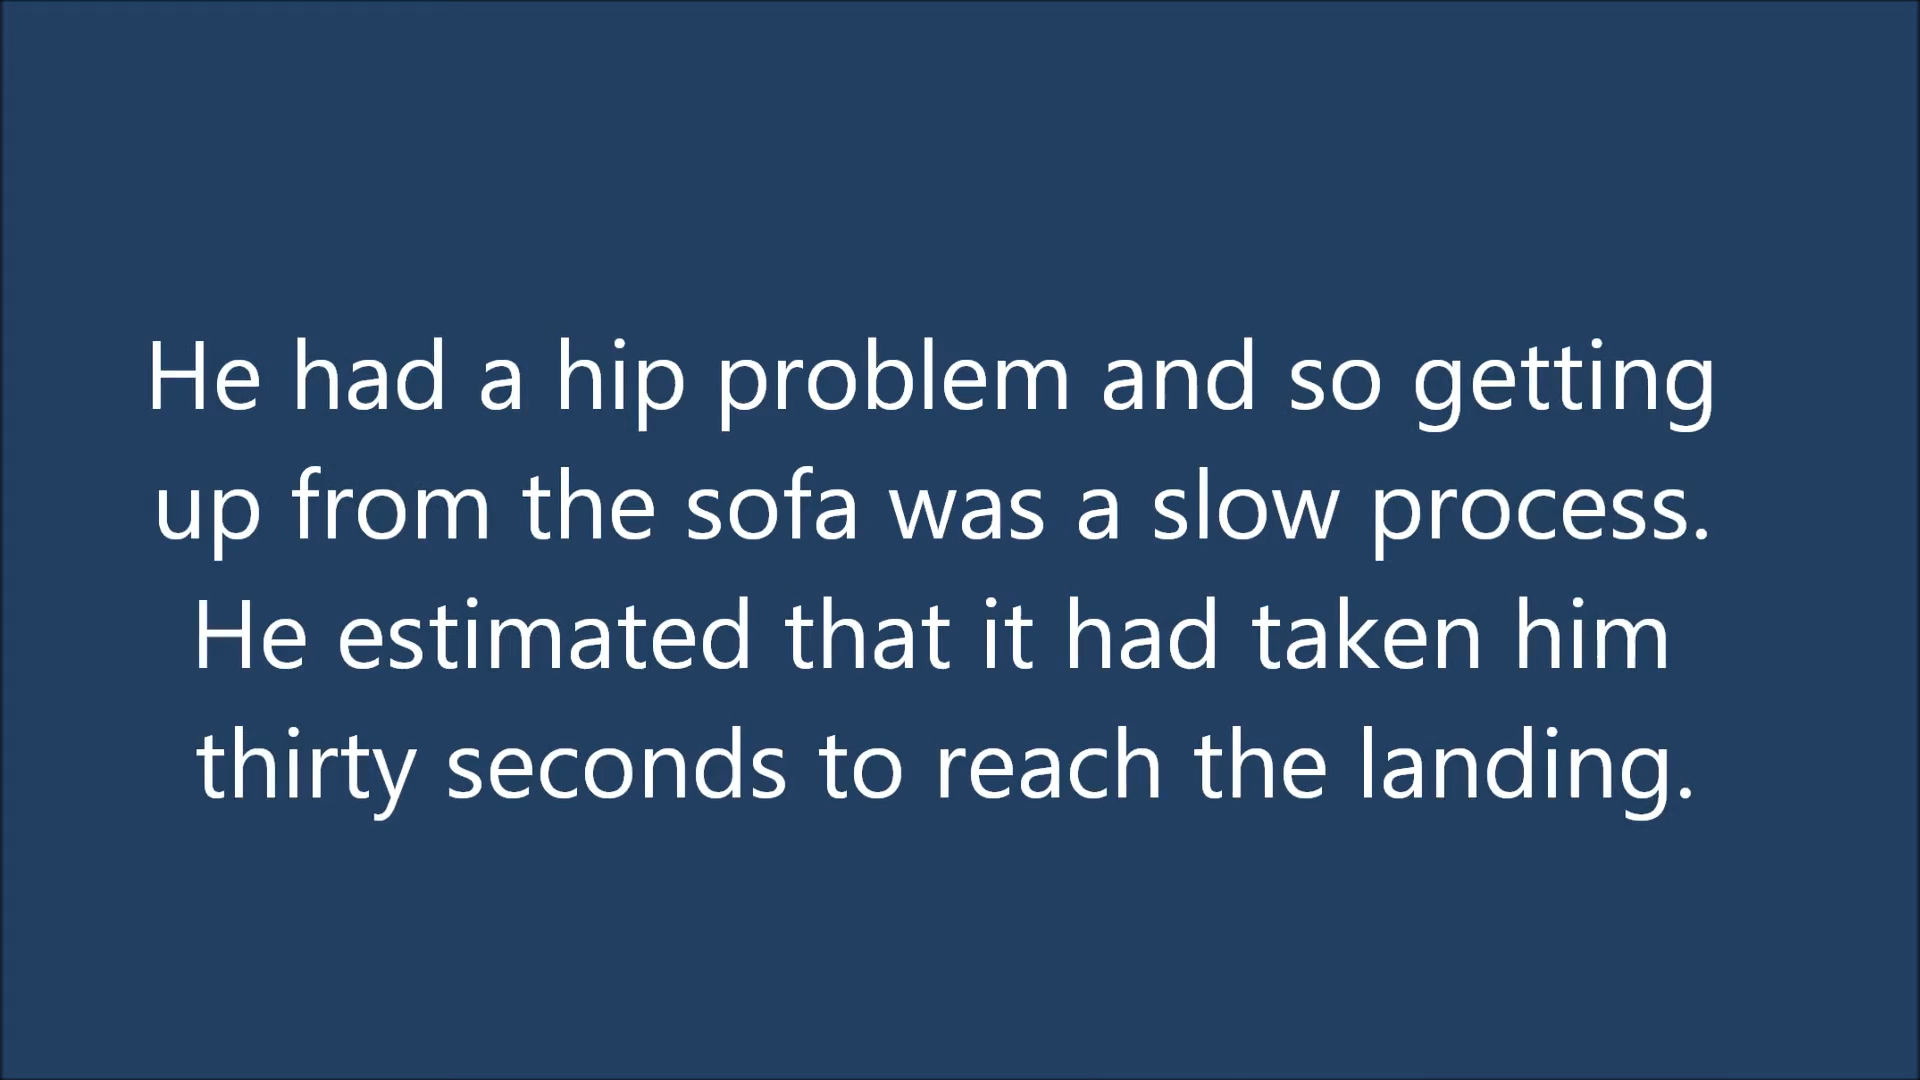 He had a hip problem and so getting
up from the sofa was a slow process.
He estimated that it had taken him
thirty seconds to reach the landing.